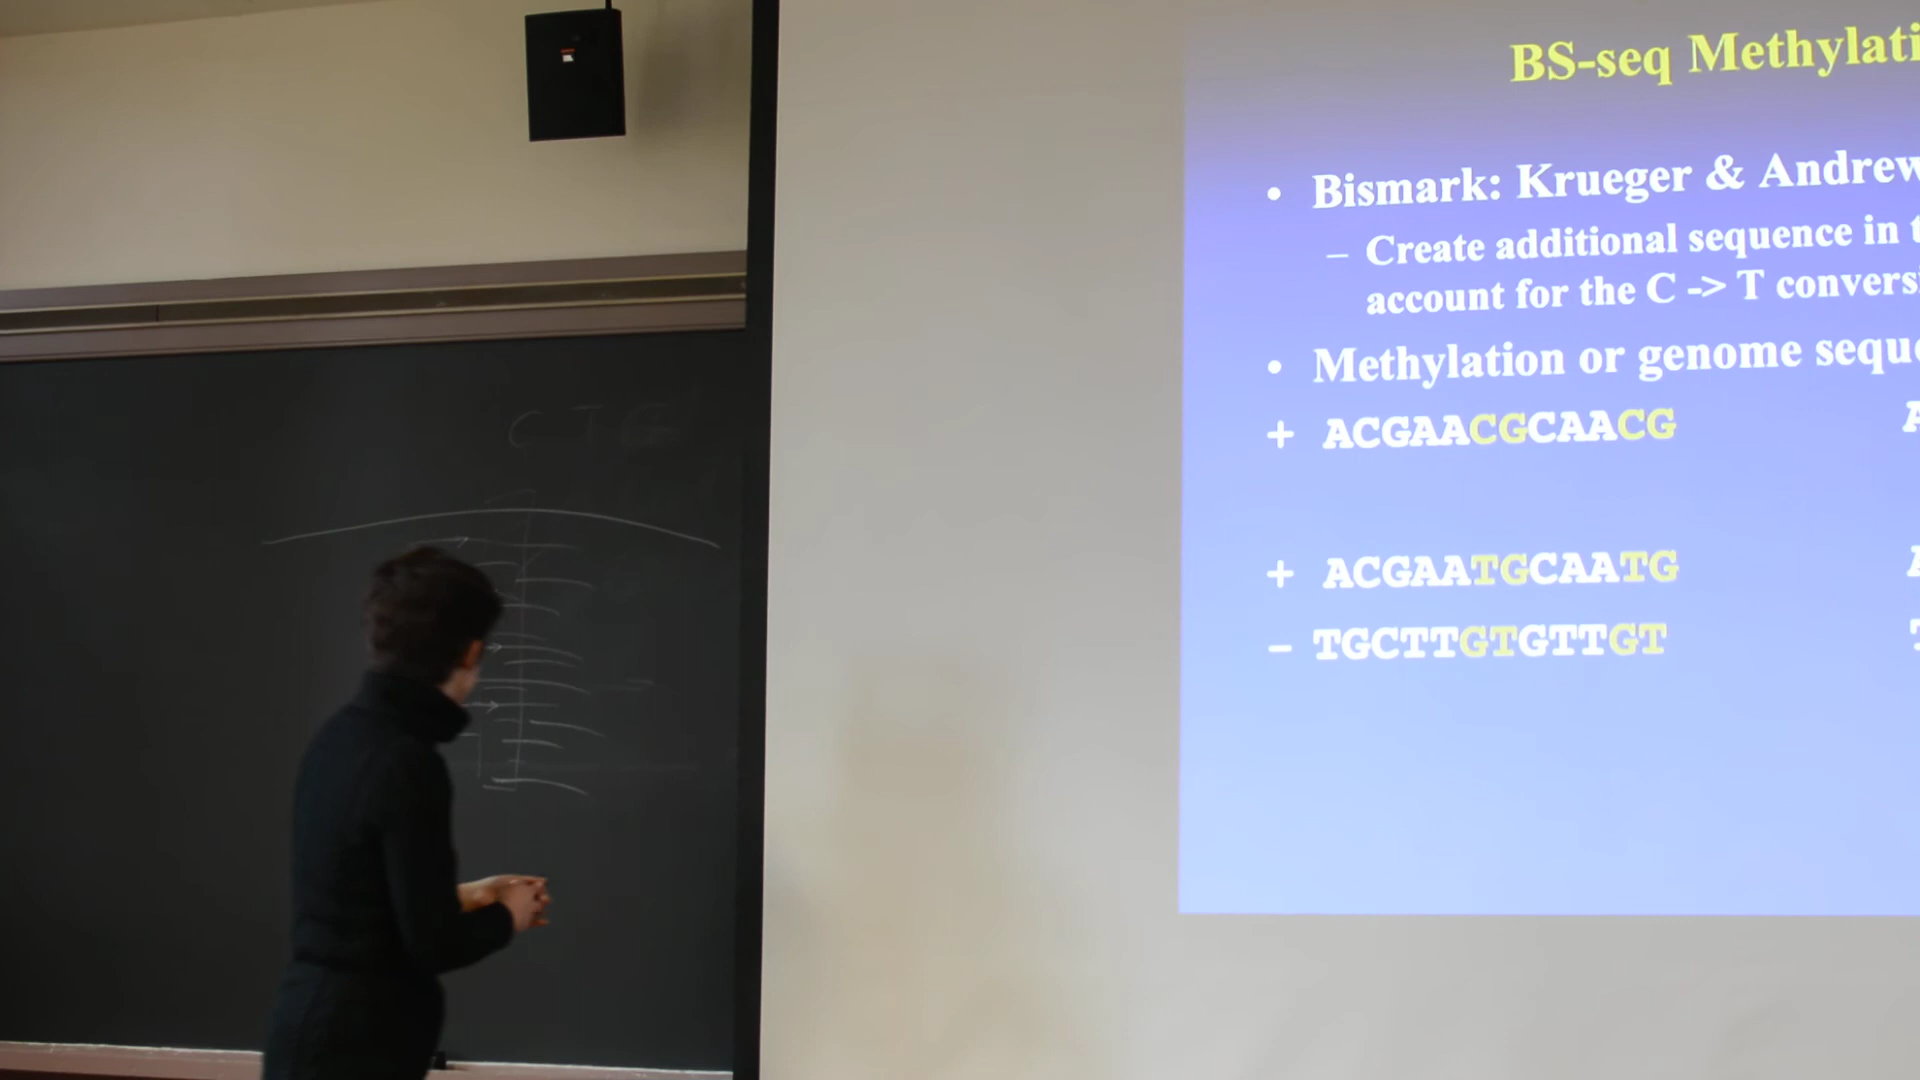 C T G
BS-seq Methylati
• Bismark: Krueger & Andrew
– Create additional sequence in t
account for the C -> T convers
• Methylation or genome seque
+ ACGAACGCAACG A
+ ACGAATGCAATG A
– TGCTTGTGTTGT T